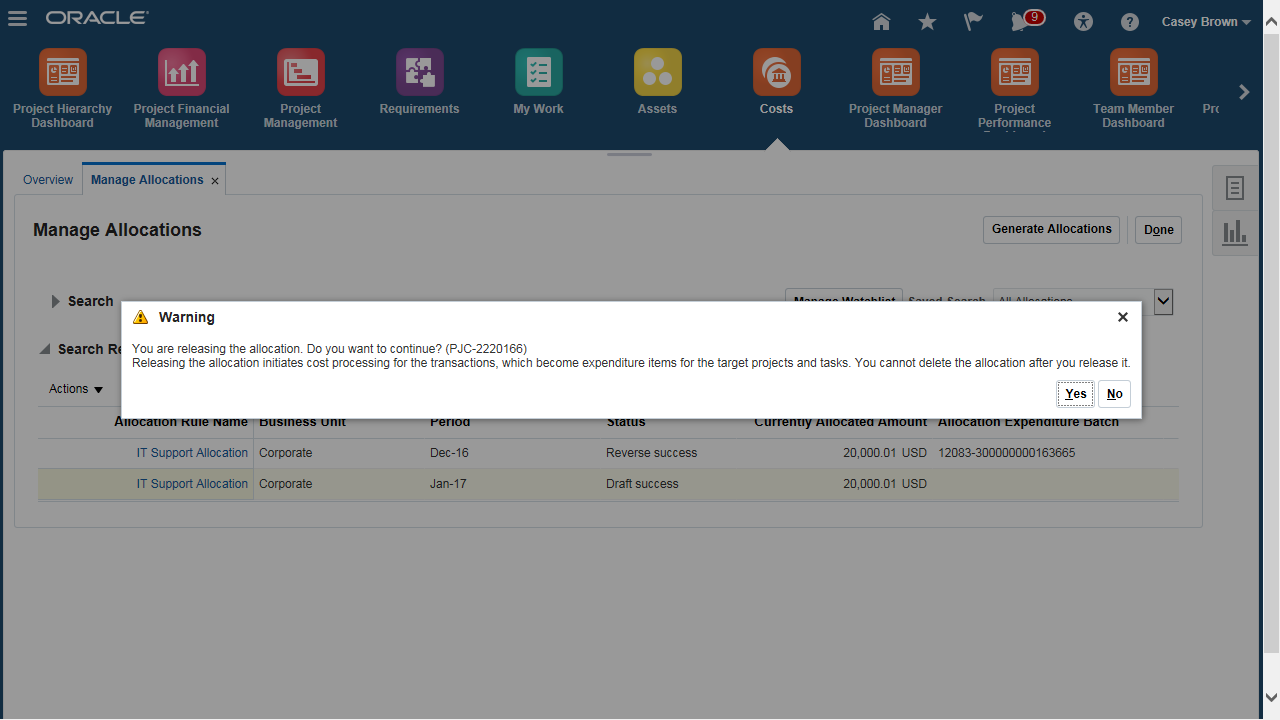 ORACLE
9
Casey Brown
Project Hierarchy Dashboard
Project Financial Management
Project Management
Requirements
My Work
Assets
Costs
Project Manager Dashboard
Project Performance
Team Member Dashboard
Overview
Manage Allocations
Manage Allocations
Generate Allocations
Done
Search
Manage Watchlist Saved Search All Allocations
Warning
You are releasing the allocation. Do you want to continue? (PJC-2220166)
Releasing the allocation initiates cost processing for the transactions, which become expenditure items for the target projects and tasks. You cannot delete the allocation after you release it.
Yes No
Search Re
Actions
Allocation Rule Name Business Unit Period Status Currently Allocated Amount Allocation Expenditure Batch
IT Support Allocation Corporate Dec-16 Reverse success 20,000.01 USD 12083-300000000163665
IT Support Allocation Corporate Jan-17 Draft success 20,000.01 USD